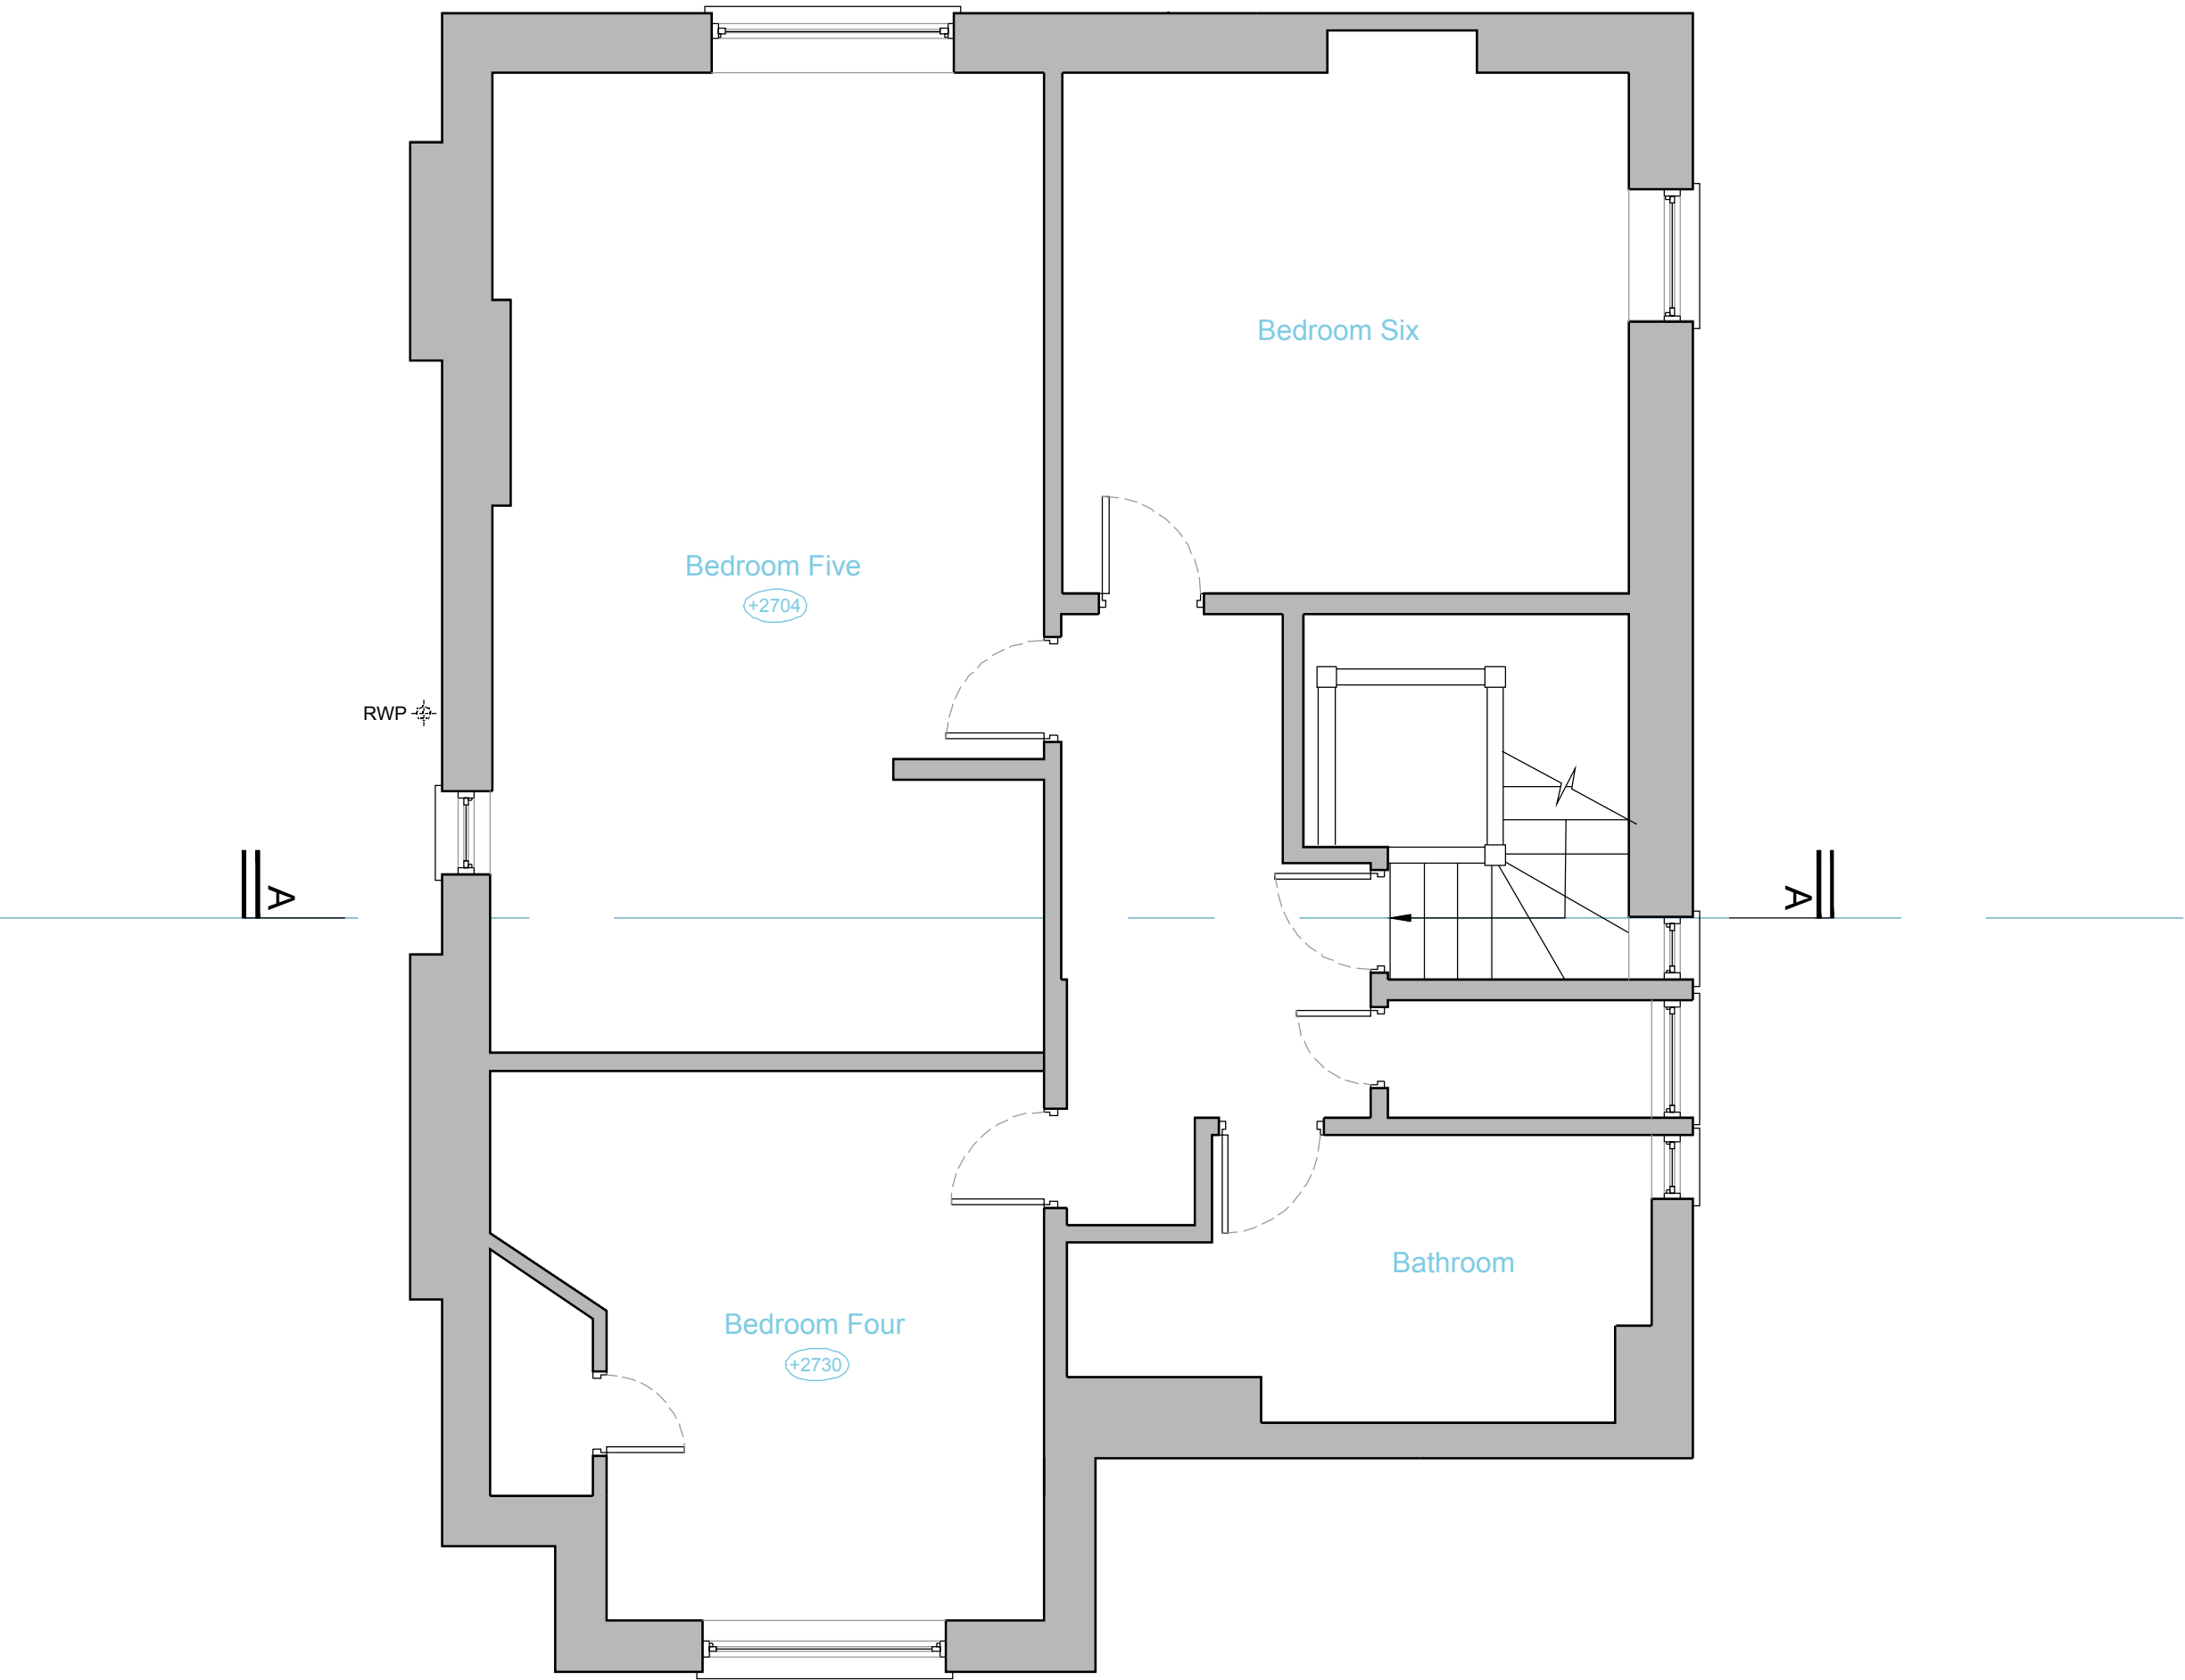 Bedroom Six
Bedroom Five
+2704
RWP
A
A
Bathroom
Bedroom Four
+2730